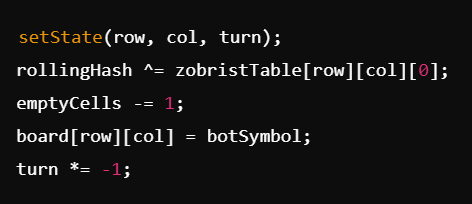 setState(row, col, turn);
rollingHash ^= zobristTable[row][col][0];
emptyCells -= 1;
board[row][col] = botSymbol;
turn *= -1;